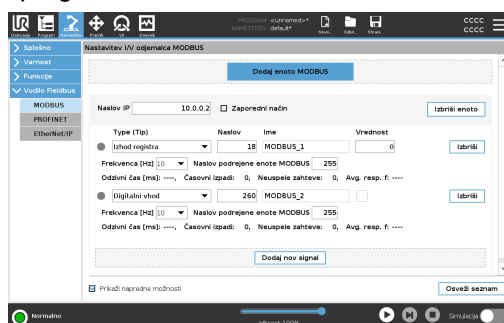 PROGRAM <unnamed>*
NAMESTITEV default*
cccc
cccc
Delovanje Program Namestitev Premik V/I Dnevnik Novo... Odpri... Shrani...
Splošno
Nastavitev I/V odjemalca MODBUS
Varnost
Funkcije
Vodilo Fieldbus
MODBUS
PROFINET
EtherNet/IP
Dodaj enoto MODBUS
Naslov IP 10.0.0.2 Zaporedni način Izbriši enoto
Type (Tip) Naslov Ime Vrednost
Izhod registra 18 MODBUS_1 0 Izbriši
Frekvenca [Hz] 10 Naslov podrejene enote MODBUS 255
Odzivni čas [ms]: ----, Časovni izpadi: 0, Neuspele zahteve: 0, Avg. resp. f: ----
Digitalni vhod 260 MODBUS_2 Izbriši
Frekvenca [Hz] 10 Naslov podrejene enote MODBUS 255
Odzivni čas [ms]: ----, Časovni izpadi: 0, Neuspele zahteve: 0, Avg. resp. f: ----
Dodaj nov signal
Prikaži napredne možnosti Osveži seznam
Normalno
Hitrost 100%
Simulacija